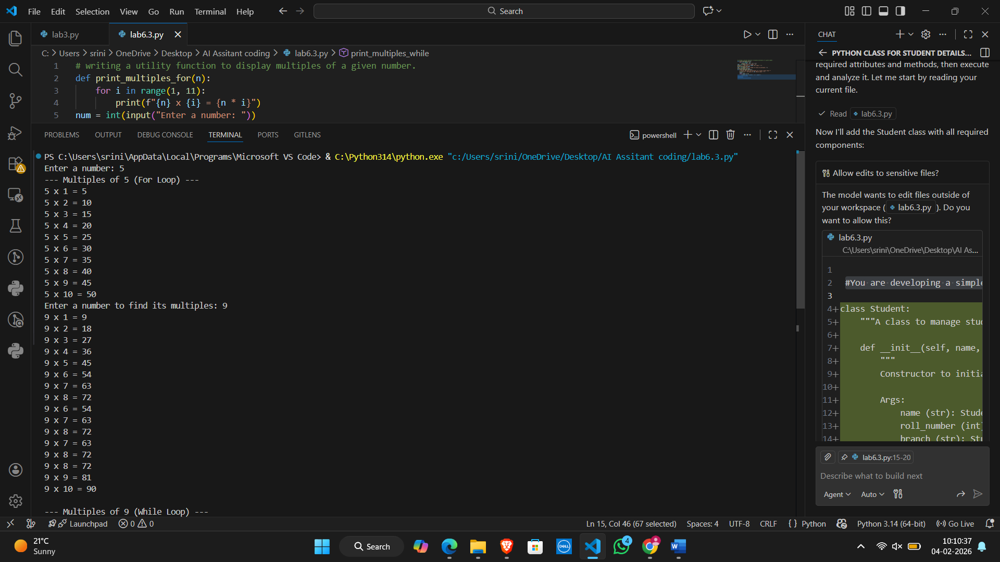 File Edit Selection View Go Run Terminal Help
Search
lab3.py
lab6.3.py
C: > Users > srini > OneDrive > Desktop > AI Assitant coding > lab6.3.py > print_multiples_while
1 # writing a utility function to display multiples of a given number.
2 def print_multiples_for(n):
3 for i in range(1, 11):
4 print(f"{n} x {i} = {n * i}")
5 num = int(input("Enter a number: "))
PROBLEMS OUTPUT DEBUG CONSOLE TERMINAL PORTS GITLENS
powershell
PS C:\Users\srini\AppData\Local\Programs\Microsoft VS Code> & C:\Python314\python.exe "c:/Users/srini/OneDrive/Desktop/AI Assitant coding/lab6.3.py"
Enter a number: 5
--- Multiples of 5 (For Loop) ---
5 x 1 = 5
5 x 2 = 10
5 x 3 = 15
5 x 4 = 20
5 x 5 = 25
5 x 6 = 30
5 x 7 = 35
5 x 8 = 40
5 x 9 = 45
5 x 10 = 50
Enter a number to find its multiples: 9
9 x 1 = 9
9 x 2 = 18
9 x 3 = 27
9 x 4 = 36
9 x 5 = 45
9 x 6 = 54
9 x 7 = 63
9 x 8 = 72
9 x 6 = 54
9 x 7 = 63
9 x 8 = 72
9 x 7 = 63
9 x 8 = 72
9 x 8 = 72
9 x 9 = 81
9 x 10 = 90
--- Multiples of 9 (While Loop) ---
CHAT
PYTHON CLASS FOR STUDENT DETAILS...
required attributes and methods, then execute
and analyze it. Let me start by reading your
current file.
Read lab6.3.py
Now I'll add the Student class with all required
components:
Allow edits to sensitive files?
The model wants to edit files outside of
your workspace ( lab6.3.py ). Do you
want to allow this?
lab6.3.py
C:\Users\srini\OneDrive\Desktop\AI As...
1
2 #You are developing a simple
3
4+ class Student:
5+ """A class to manage stud
6+
7+ def __init__(self, name,
8+ """
9+ Constructor to initia
10+
11+ Args:
12+ name (str): Stude
13+ roll_number (int)
14+ branch (str): Stu
lab6.3.py:15-20
Describe what to build next
Agent Auto
Launchpad 0 0
Ln 15, Col 46 (67 selected) Spaces: 4 UTF-8 CRLF { } Python Python 3.14 (64-bit) Go Live
21°C
Sunny
Search
DELL
4
W
10:10:37
04-02-2026